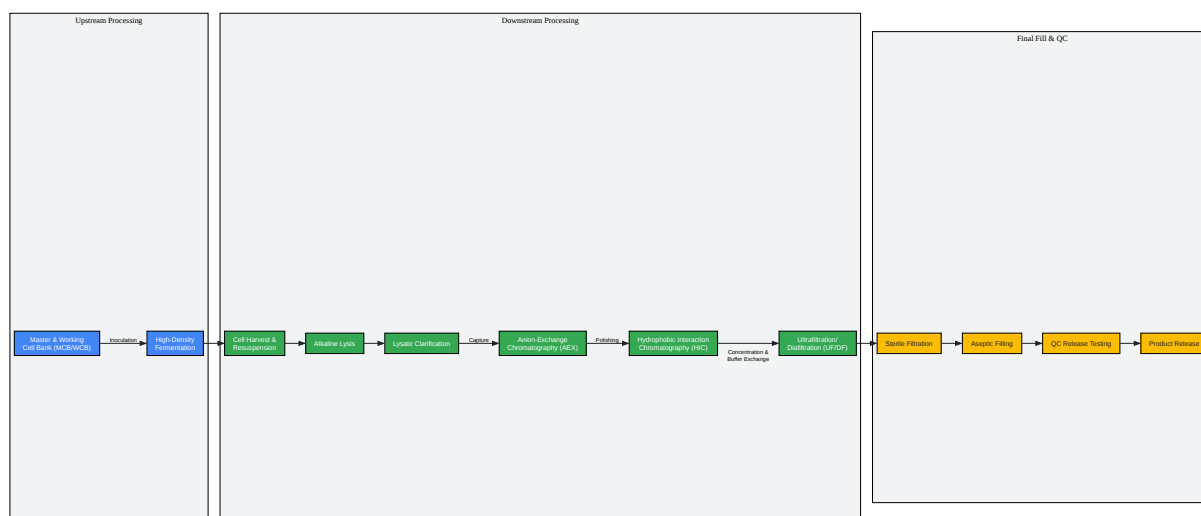 Upstream Processing
Downstream Processing
Final Fill & QC
Master & Working
Cell Bank (MCB/WCB)
Inoculation
High-Density
Fermentation
Cell Harvest &
Resuspension
Alkaline Lysis
Lysate Clarification
Capture
Anion-Exchange
Chromatography (AEX)
Polishing
Hydrophobic Interaction
Chromatography (HIC)
Concentration &
Buffer Exchange
Ultrafiltration/
Diafiltration (UF/DF)
Sterile Filtration
Aseptic Filling
QC Release Testing
Product Release